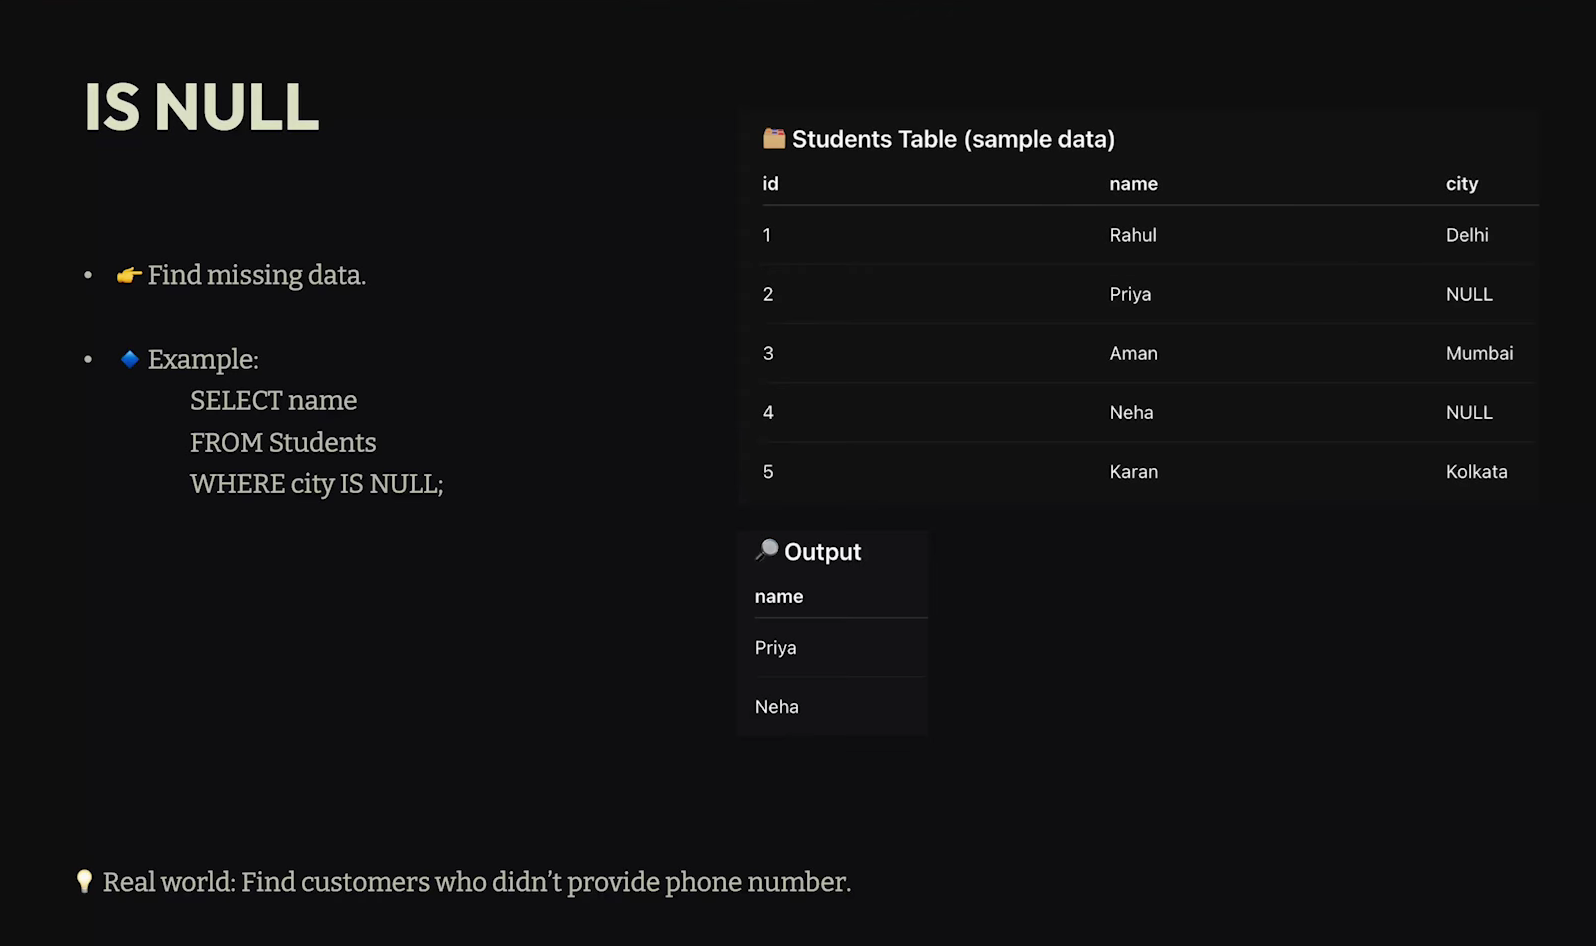 IS NULL
• 👉 Find missing data.
• 🔹 Example:
SELECT name
FROM Students
WHERE city IS NULL;
🗂️ Students Table (sample data)
id name city
1 Rahul Delhi
2 Priya NULL
3 Aman Mumbai
4 Neha NULL
5 Karan Kolkata
🔎 Output
name
Priya
Neha
💡 Real world: Find customers who didn’t provide phone number.